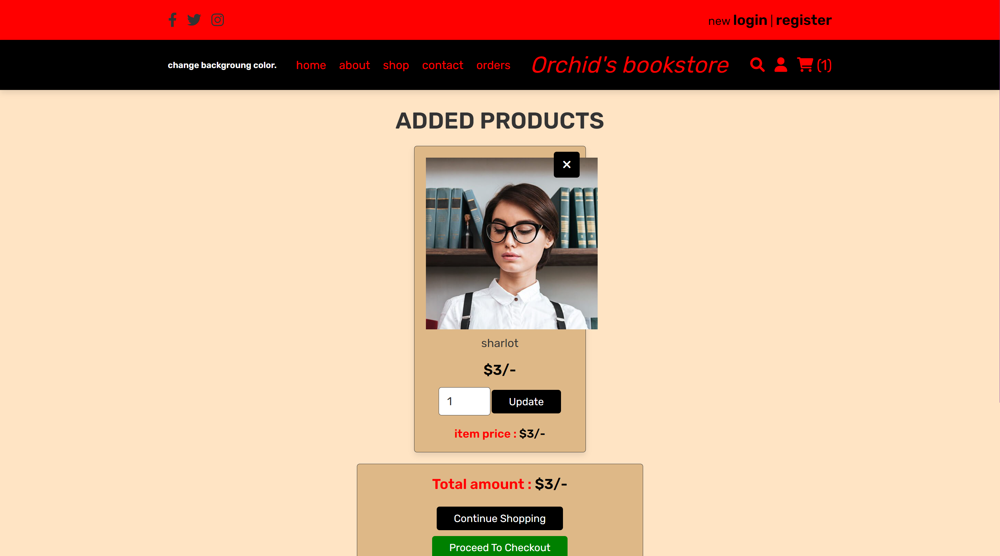 new login | register
change backgroung color.
home about shop contact orders
Orchid's bookstore
(1)
ADDED PRODUCTS
sharlot
$3/-
1 Update
item price : $3/-
Total amount : $3/-
Continue Shopping
Proceed To Checkout